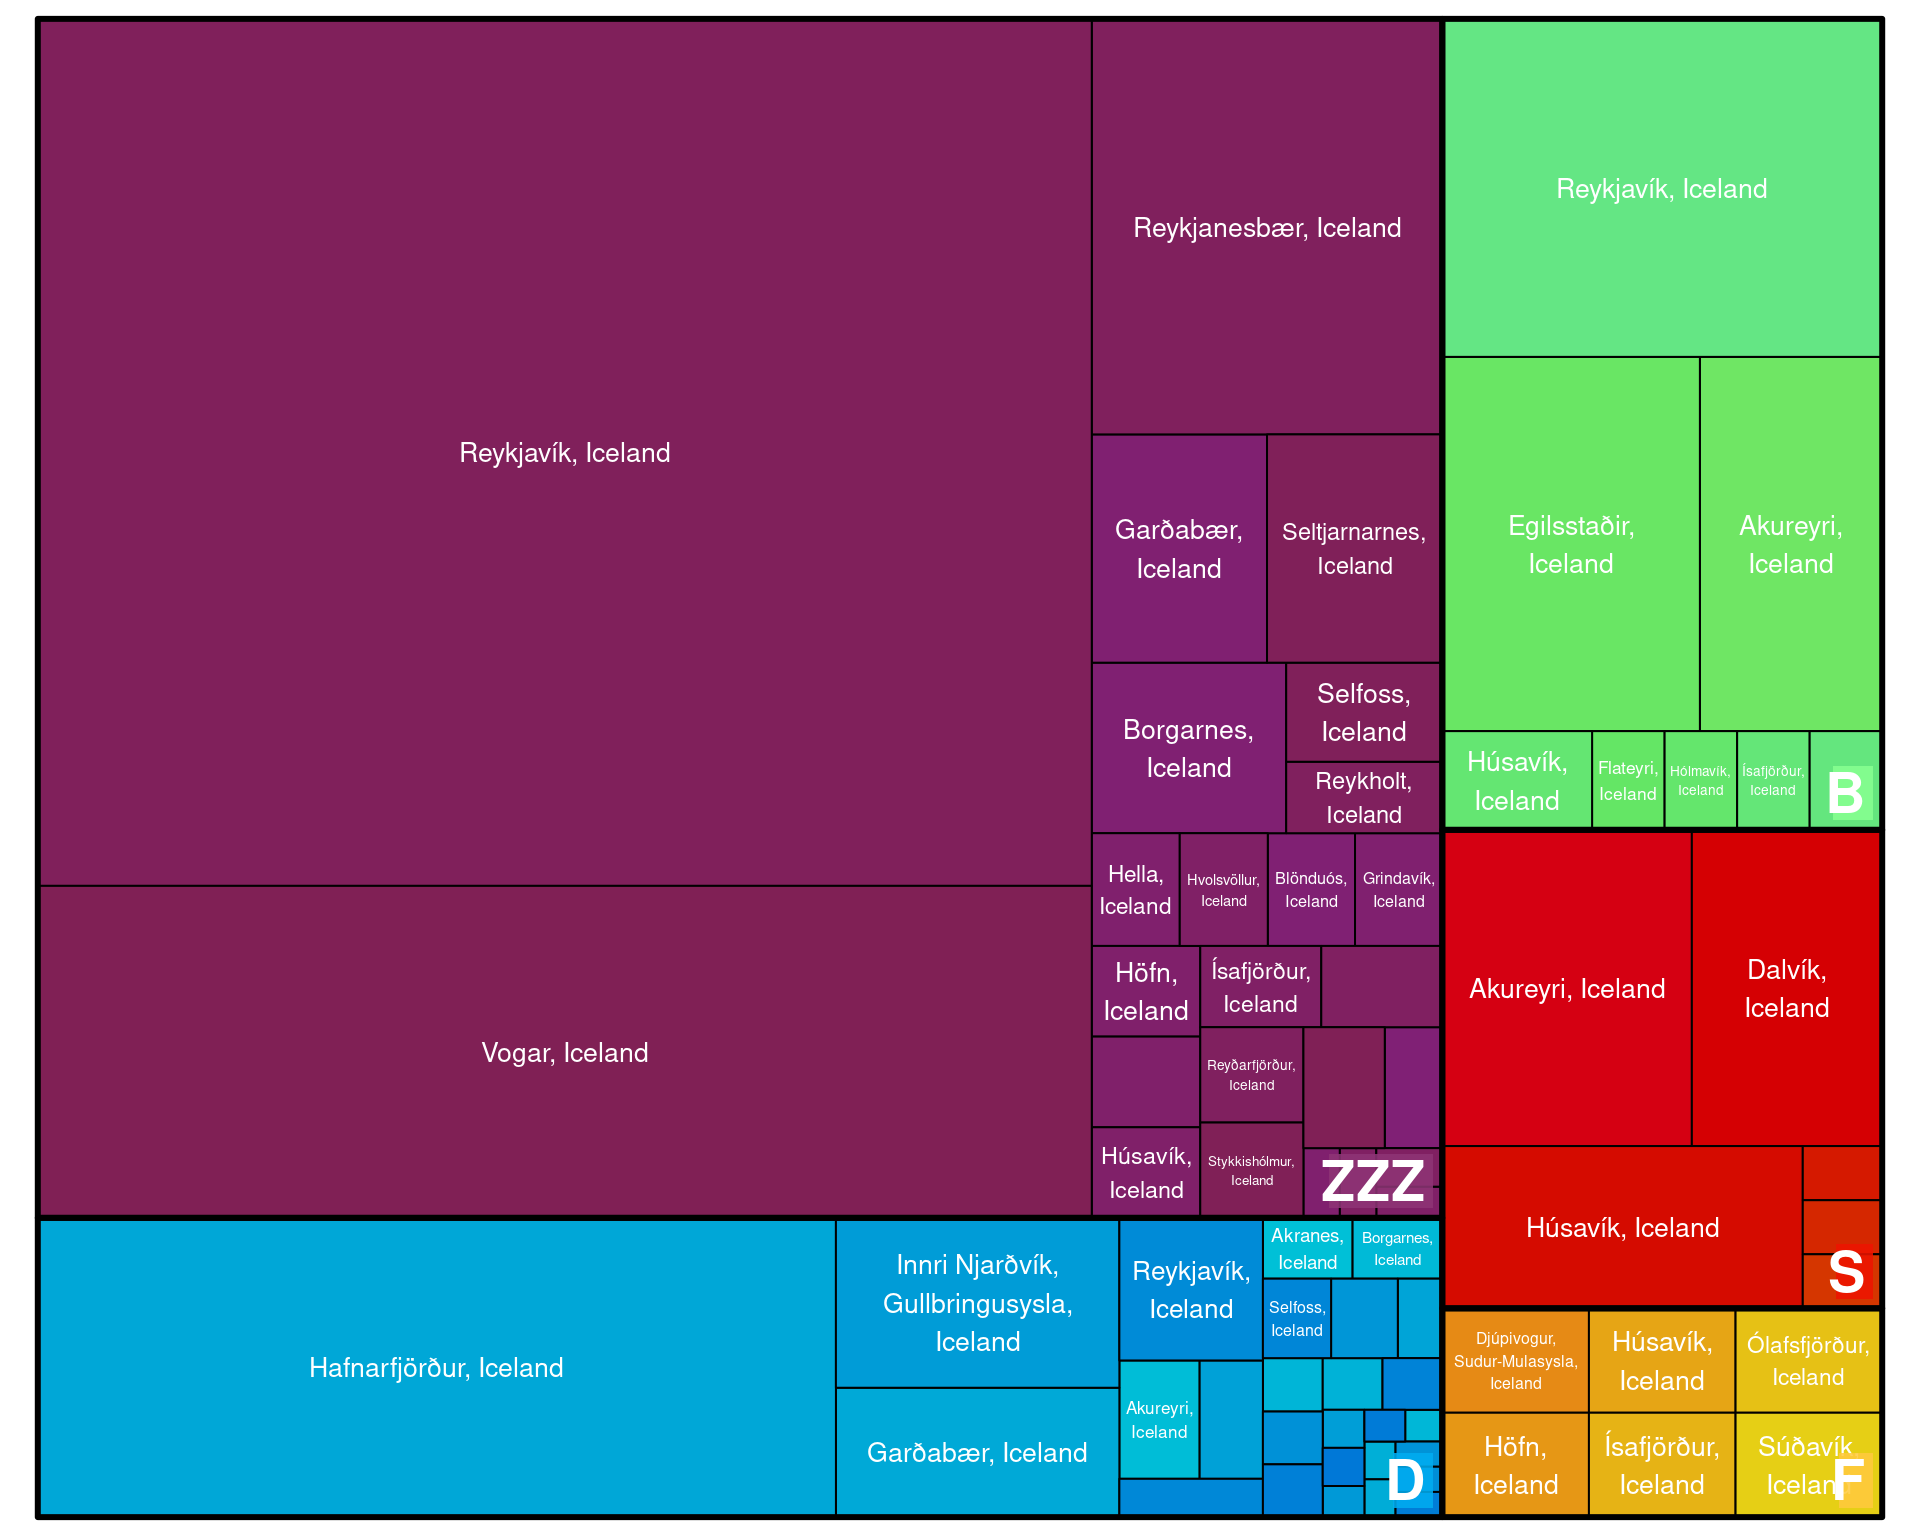 Reykjavík, Iceland
Vogar, Iceland
Reykjanesbær, Iceland
Garðabær,
Iceland
Seltjarnarnes,
Iceland
Borgarnes,
Iceland
Selfoss,
Iceland
Reykholt,
Iceland
Hella,
Iceland
Hvolsvöllur,
Iceland
Blönduós,
Iceland
Grindavík,
Iceland
Höfn,
Iceland
Ísafjörður,
Iceland
Reyðarfjörður,
Iceland
Húsavík,
Iceland
Stykkishólmur,
Iceland
ZZZ
Hafnarfjörður, Iceland
Innri Njarðvík,
Gullbringusysla,
Iceland
Garðabær, Iceland
Reykjavík,
Iceland
Akureyri,
Iceland
Akranes,
Iceland
Borgarnes,
Iceland
Selfoss,
Iceland
D
Reykjavík, Iceland
Egilsstaðir,
Iceland
Akureyri,
Iceland
Húsavík,
Iceland
Flateyri,
Iceland
Hólmavík,
Iceland
Ísafjörður,
Iceland
B
Akureyri, Iceland
Dalvík,
Iceland
Húsavík, Iceland
S
Djúpivogur,
Sudur-Mulasysla,
Iceland
Húsavík,
Iceland
Ólafsfjörður,
Iceland
Höfn,
Iceland
Ísafjörður,
Iceland
Súðavík,
Iceland
F